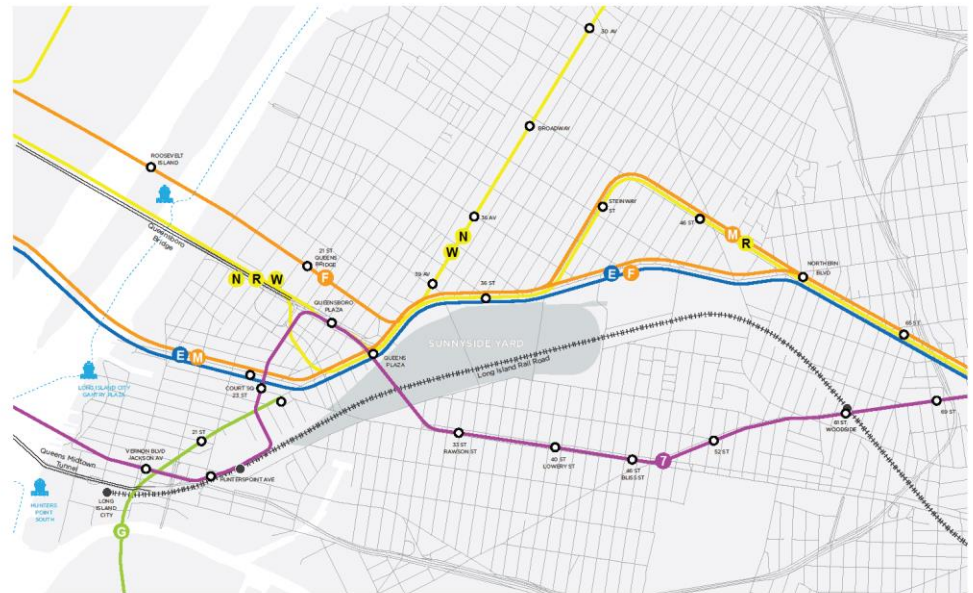 30 AV
BROADWAY
ROOSEVELT
ISLAND
STEINWAY
ST
36 AV
46 ST
M
R
Queensboro
Bridge
N
W
21 ST
QUEENS
BRIDGE
F
NORTHERN
BLVD
N R W
39 AV
36 ST
E F
QUEENSBORO
PLAZA
65 ST
SUNNYSIDE YARD
E M
QUEENS
PLAZA
Long Island Rail Road
LONG ISLAND CITY
COURT SQ
23 ST
69 ST
61 ST
WOODSIDE
21 ST
33 ST
RAWSON ST
40 ST
LOWERY ST
46 ST
BLISS ST
7
52 ST
VERNON BLVD
JACKSON AV
Queens Midtown
Tunnel
HUNTERSPOINT AVE
LONG
ISLAND
CITY
HUNTERS
POINT
SOUTH
G